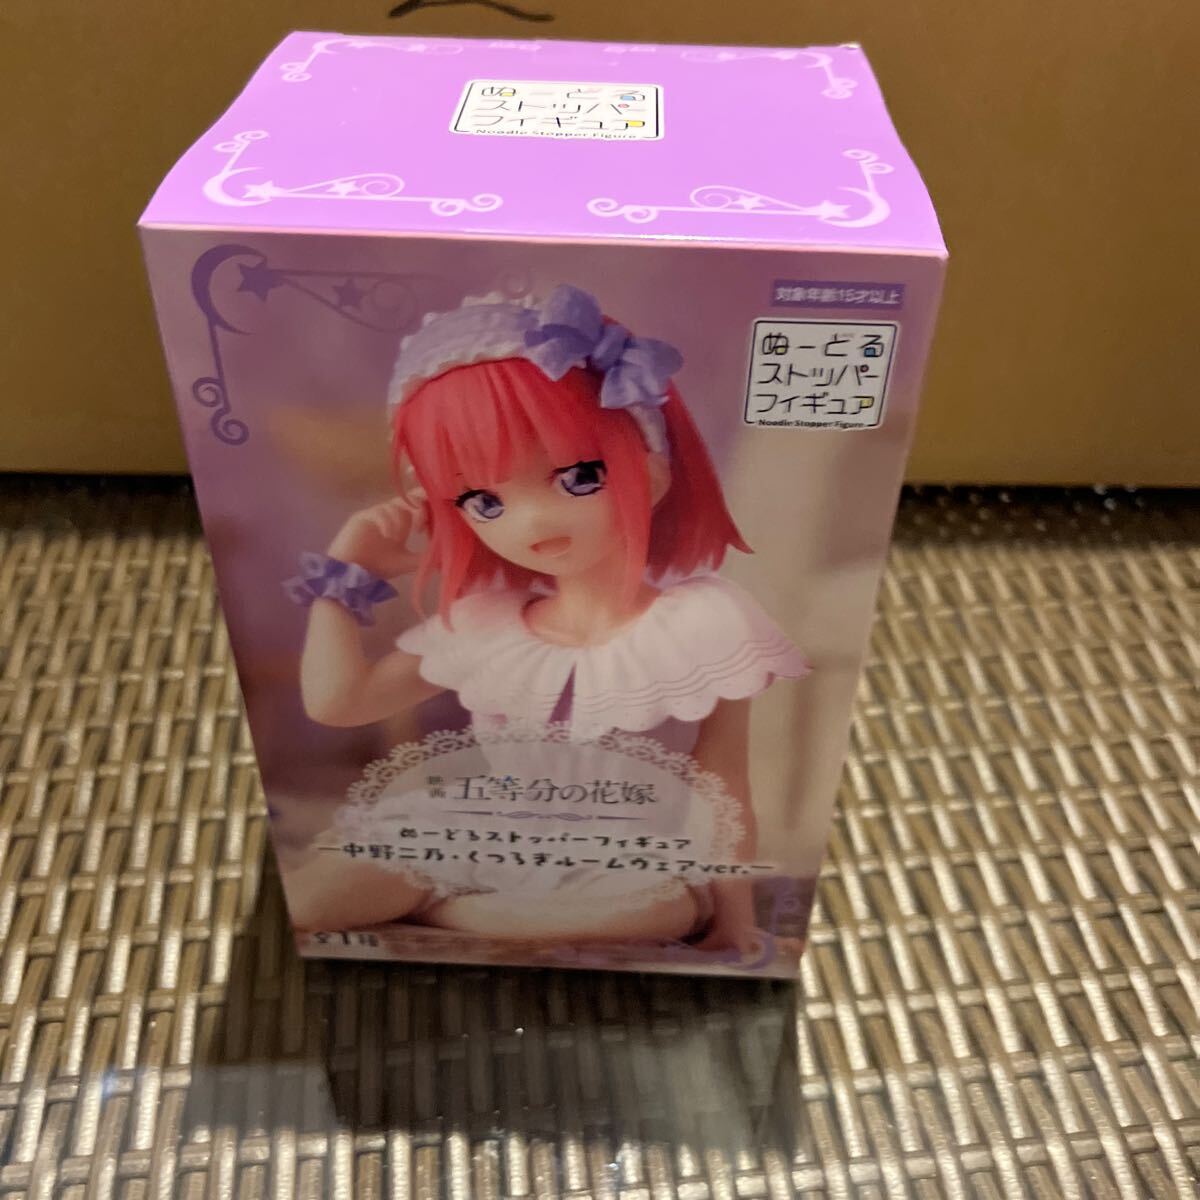 ぬーどる
ストッパー
フィギュア
Noodle Stopper Figure
対象年齢15才以上
ぬーどる
ストッパー
フィギュア
Noodle Stopper Figure
映画 五等分の花嫁
ぬーどるストッパーフィギュア
ー中野二乃・くつろぎルームウェアver.ー
全1種